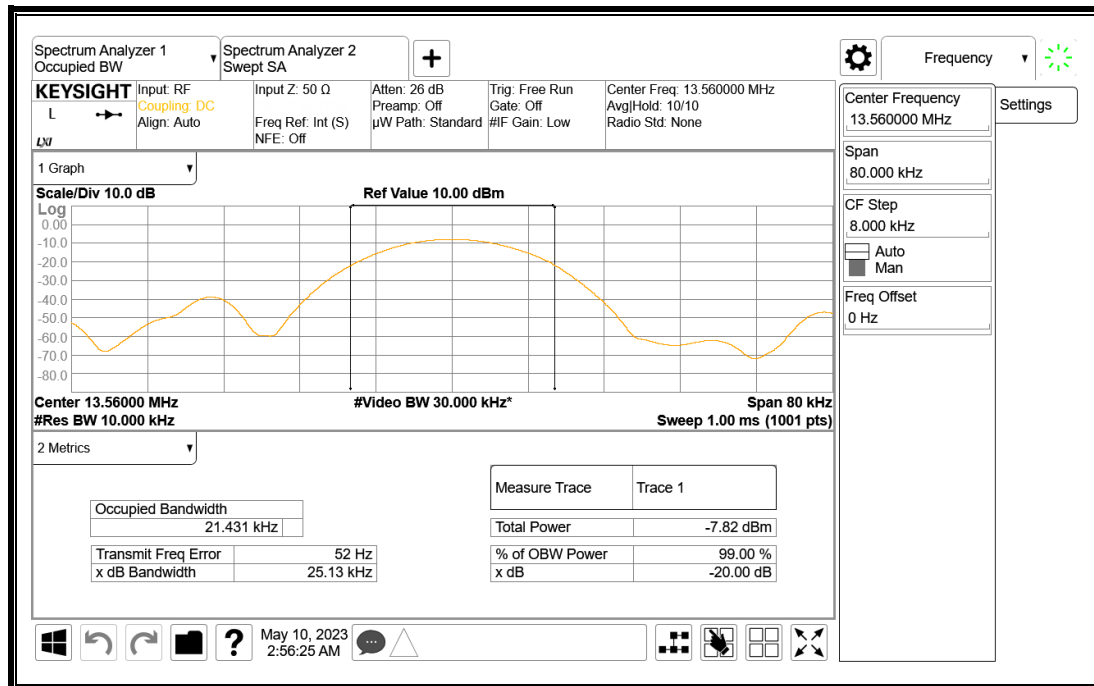 Spectrum Analyzer 1
Occupied BW
Spectrum Analyzer 2
Swept SA
+
Frequency
KEYSIGHT
L
LXI
Input: RF
Coupling: DC
Align: Auto
Input Z: 50 Ω
Freq Ref: Int (S)
NFE: Off
Atten: 26 dB
Preamp: Off
µW Path: Standard
Trig: Free Run
Gate: Off
#IF Gain: Low
Center Freq: 13.560000 MHz
Avg|Hold: 10/10
Radio Std: None
Center Frequency
13.560000 MHz
Settings
Span
80.000 kHz
CF Step
8.000 kHz
Auto
Man
Freq Offset
0 Hz
1 Graph
Scale/Div 10.0 dB
Ref Value 10.00 dBm
Log
0.00
-10.0
-20.0
-30.0
-40.0
-50.0
-60.0
-70.0
-80.0
Center 13.56000 MHz
#Video BW 30.000 kHz*
Span 80 kHz
#Res BW 10.000 kHz
Sweep 1.00 ms (1001 pts)
2 Metrics
Measure Trace Trace 1
Occupied Bandwidth
21.431 kHz
Total Power -7.82 dBm
Transmit Freq Error 52 Hz
% of OBW Power 99.00 %
x dB Bandwidth 25.13 kHz
x dB -20.00 dB
?
May 10, 2023
2:56:25 AM